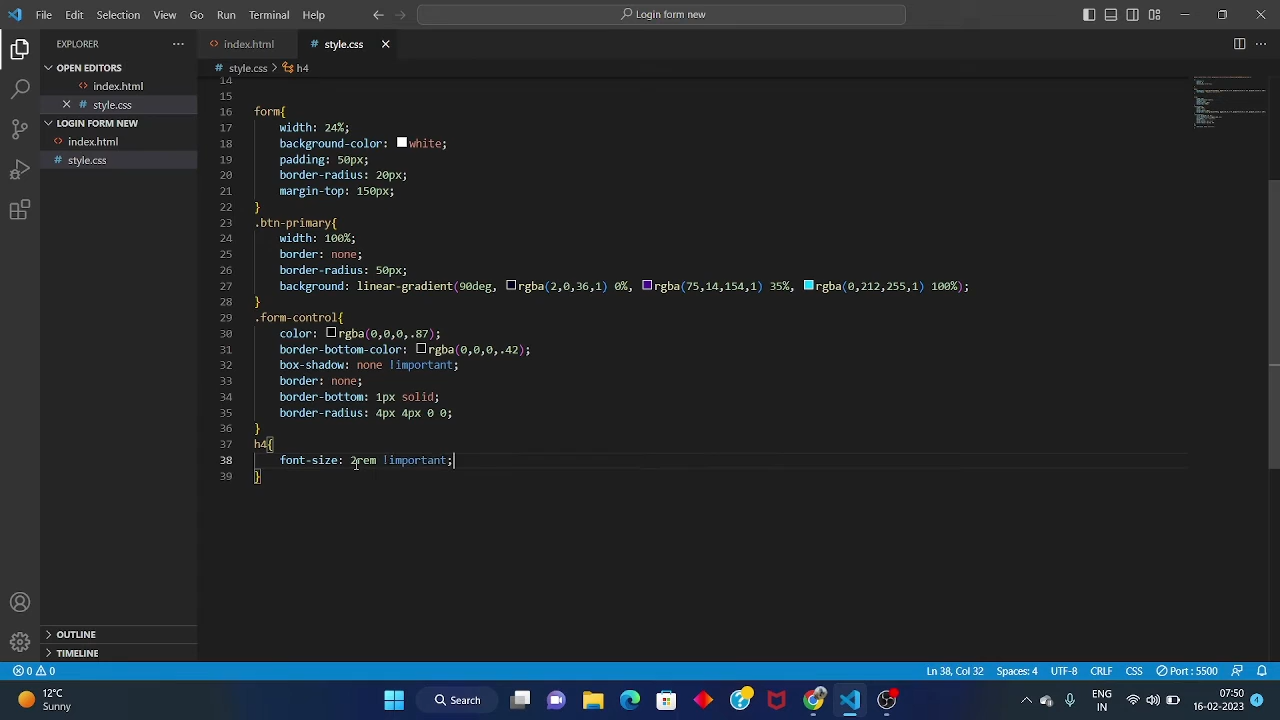 File Edit Selection View Go Run Terminal Help
Login form new
EXPLORER
index.html
style.css
OPEN EDITORS
style.css > h4
index.html
style.css
LOGIN FORM NEW
index.html
style.css
14
15
16 form{
17 width: 24%;
18 background-color: white;
19 padding: 50px;
20 border-radius: 20px;
21 margin-top: 150px;
22 }
23 .btn-primary{
24 width: 100%;
25 border: none;
26 border-radius: 50px;
27 background: linear-gradient(90deg, rgba(2,0,36,1) 0%, rgba(75,14,154,1) 35%, rgba(0,212,255,1) 100%);
28 }
29 .form-control{
30 color: rgba(0,0,0,.87);
31 border-bottom-color: rgba(0,0,0,.42);
32 box-shadow: none !important;
33 border: none;
34 border-bottom: 1px solid;
35 border-radius: 4px 4px 0 0;
36 }
37 h4{
38 font-size: 2rem !important;
39 }
OUTLINE
TIMELINE
0 0
Ln 38, Col 32 Spaces: 4 UTF-8 CRLF CSS Port : 5500
12°C
Sunny
Search
ENG
IN
07:50
16-02-2023
4